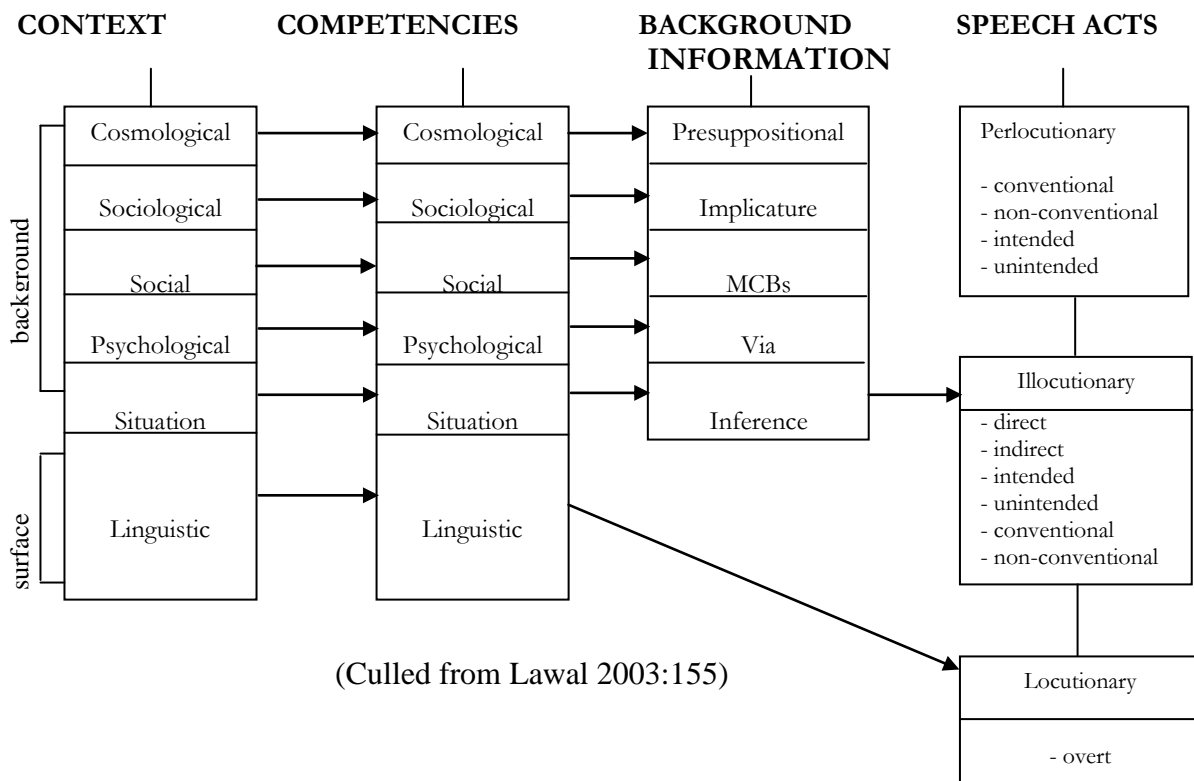 CONTEXT
COMPETENCIES
BACKGROUND
INFORMATION
SPEECH ACTS
background
surface
Cosmological
Sociological
Social
Psychological
Situation
Linguistic
Cosmological
Sociological
Social
Psychological
Situation
Linguistic
Presuppositional
Implicature
MCBs
Via
Inference
Perlocutionary
- conventional
- non-conventional
- intended
- unintended
Illocutionary
- direct
- indirect
- intended
- unintended
- conventional
- non-conventional
Locutionary
- overt
(Culled from Lawal 2003:155)